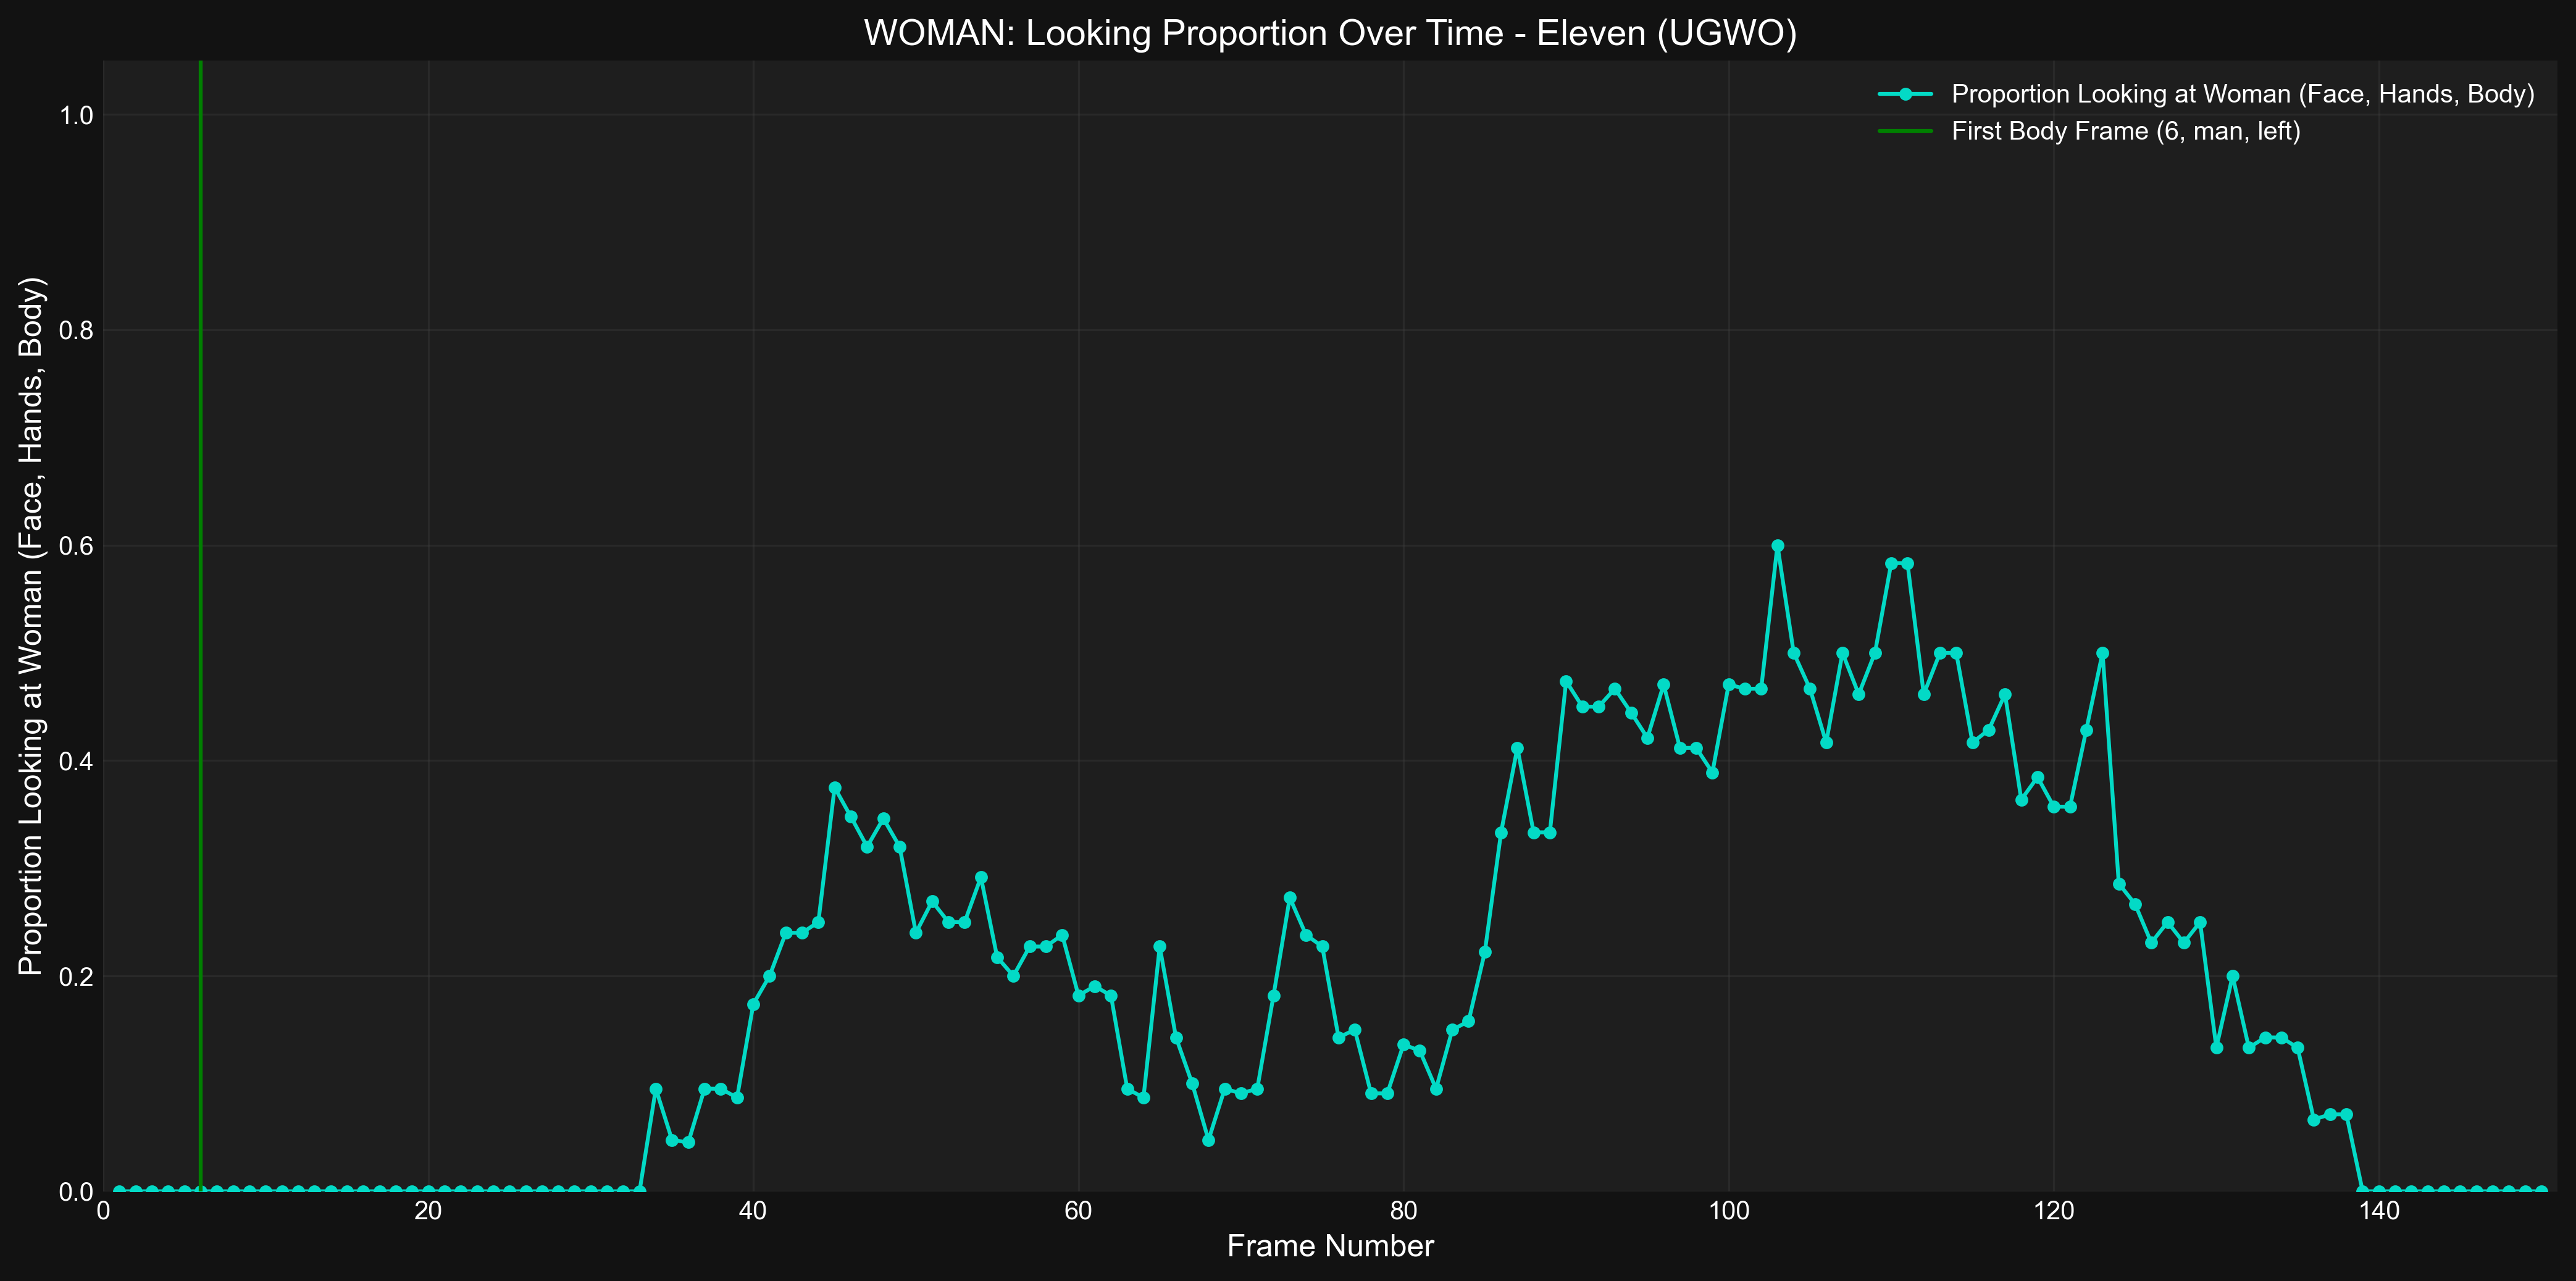 WOMAN: Looking Proportion Over Time - Eleven (UGWO)
Proportion Looking at Woman (Face, Hands, Body)
First Body Frame (6, man, left)
Proportion Looking at Woman (Face, Hands, Body)
1.0
0.8
0.6
0.4
0.2
0.0
0 20 40 60 80 100 120 140
Frame Number